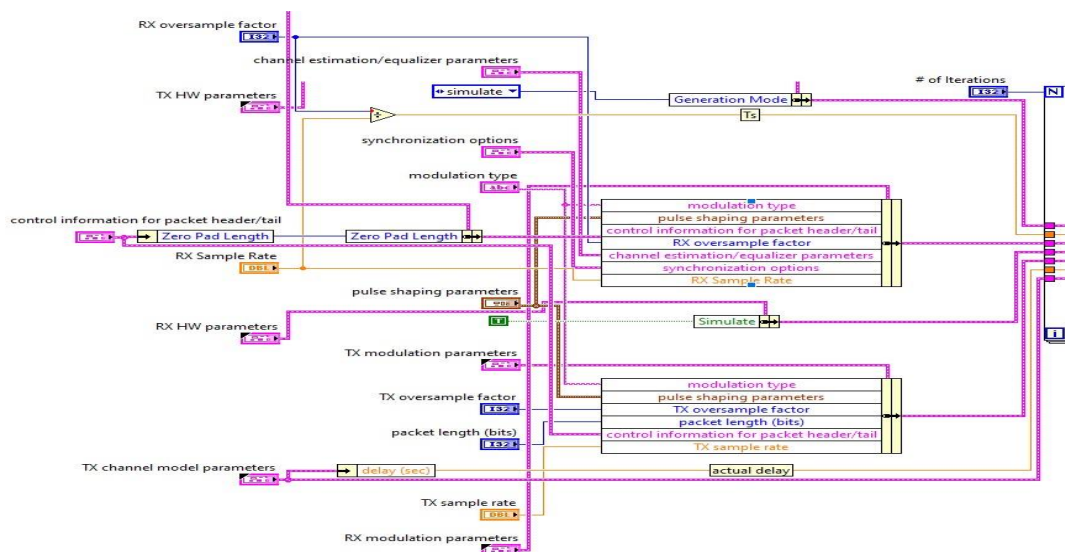 RX oversample factor
I32
channel estimation/equalizer parameters
# of Iterations
I32
N
TX HW parameters
simulate
Generation Mode
Ts
synchronization options
modulation type
abc
control information for packet header/tail
Zero Pad Length
Zero Pad Length
RX Sample Rate
DBL
modulation type
pulse shaping parameters
control information for packet header/tail
RX oversample factor
channel estimation/equalizer parameters
synchronization options
RX Sample Rate
pulse shaping parameters
RX HW parameters
T
Simulate
i
TX modulation parameters
TX oversample factor
I32
packet length (bits)
I32
modulation type
pulse shaping parameters
TX oversample factor
packet length (bits)
control information for packet header/tail
TX sample rate
TX channel model parameters
delay (sec)
actual delay
TX sample rate
DBL
RX modulation parameters